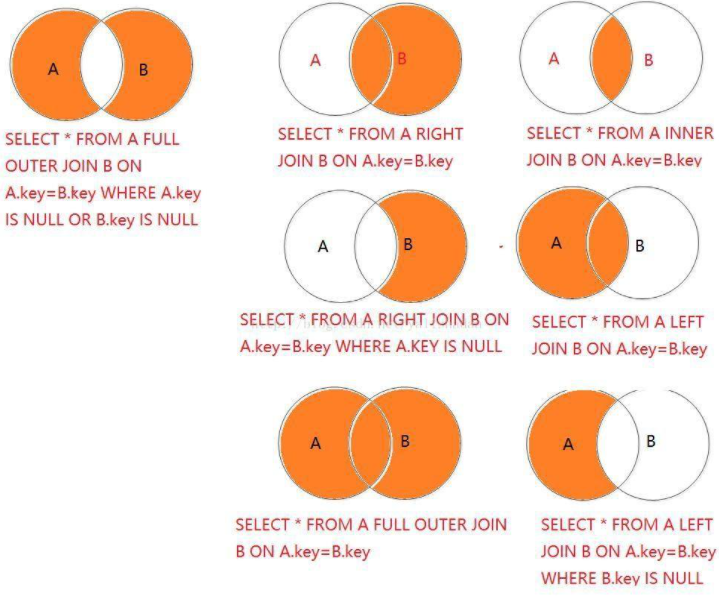 A B
SELECT * FROM A FULL
OUTER JOIN B ON
A.key=B.key WHERE A.key
IS NULL OR B.key IS NULL
A B
SELECT * FROM A RIGHT
JOIN B ON A.key=B.key
A B
SELECT * FROM A INNER
JOIN B ON A.key=B.key
A B
SELECT * FROM A RIGHT JOIN B ON
A.key=B.key WHERE A.KEY IS NULL
A B
SELECT * FROM A LEFT
JOIN B ON A.key=B.key
A B
SELECT * FROM A FULL OUTER JOIN
B ON A.key=B.key
A B
SELECT * FROM A LEFT
JOIN B ON A.key=B.key
WHERE B.key IS NULL